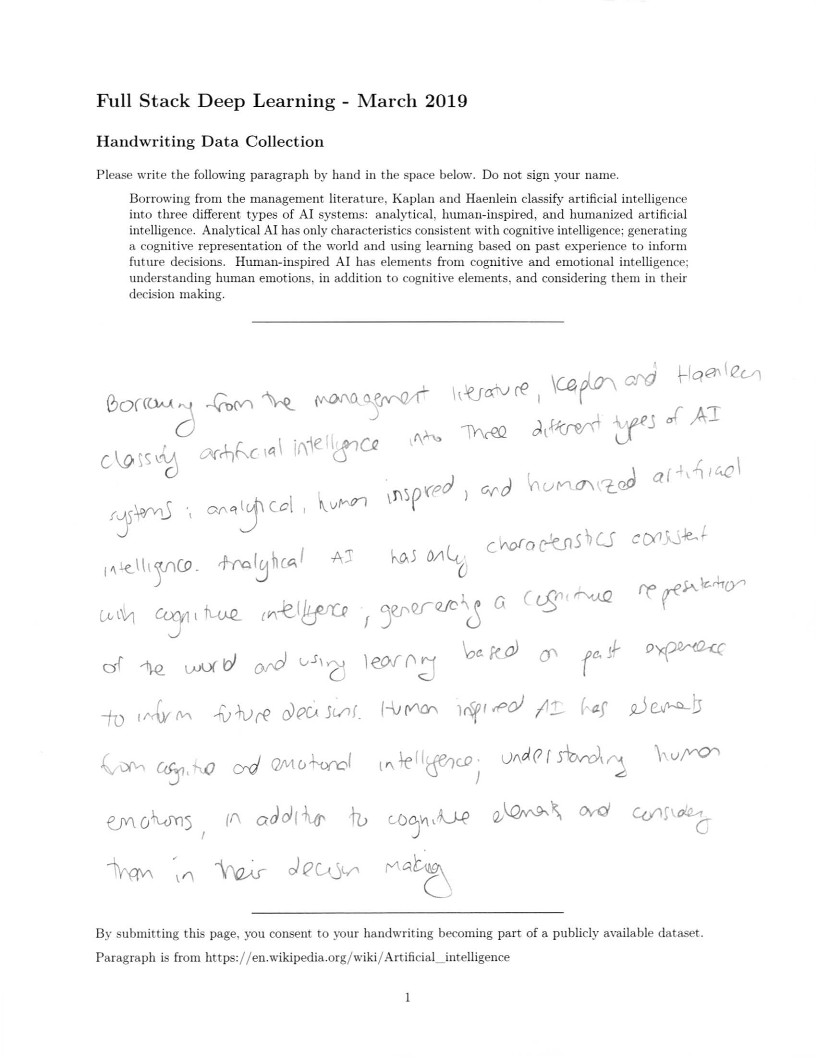 Full Stack Deep Learning - March 2019
Handwriting Data Collection
Please write the following paragraph by hand in the space below. Do not sign your name.
Borrowing from the management literature, Kaplan and Haenlein classify artificial intelligence
into three different types of AI systems: analytical, human-inspired, and humanized artificial
intelligence. Analytical AI has only characteristics consistent with cognitive intelligence; generating
a cognitive representation of the world and using learning based on past experience to inform
future decisions. Human-inspired AI has elements from cognitive and emotional intelligence;
understanding human emotions, in addition to cognitive elements, and considering them in their
decision making.
Borrowing from the management literature, Kaplan and Haenlein
classify artificial intelligence into three different types of AI
systems; analytical, human inspired, and humanized artificial
intelligence. Analytical AI has only characteristics consistent
with cognitive intelligence; generating a cognitive representation
of the world and using learning based on past experience
to inform future decisions. Human inspired AI has elements
from cognitive and emotional intelligence; understanding human
emotions, in addition to cognitive elements and considering
them in their decision making
By submitting this page, you consent to your handwriting becoming part of a publicly available dataset.
Paragraph is from https://en.wikipedia.org/wiki/Artificial_intelligence
1